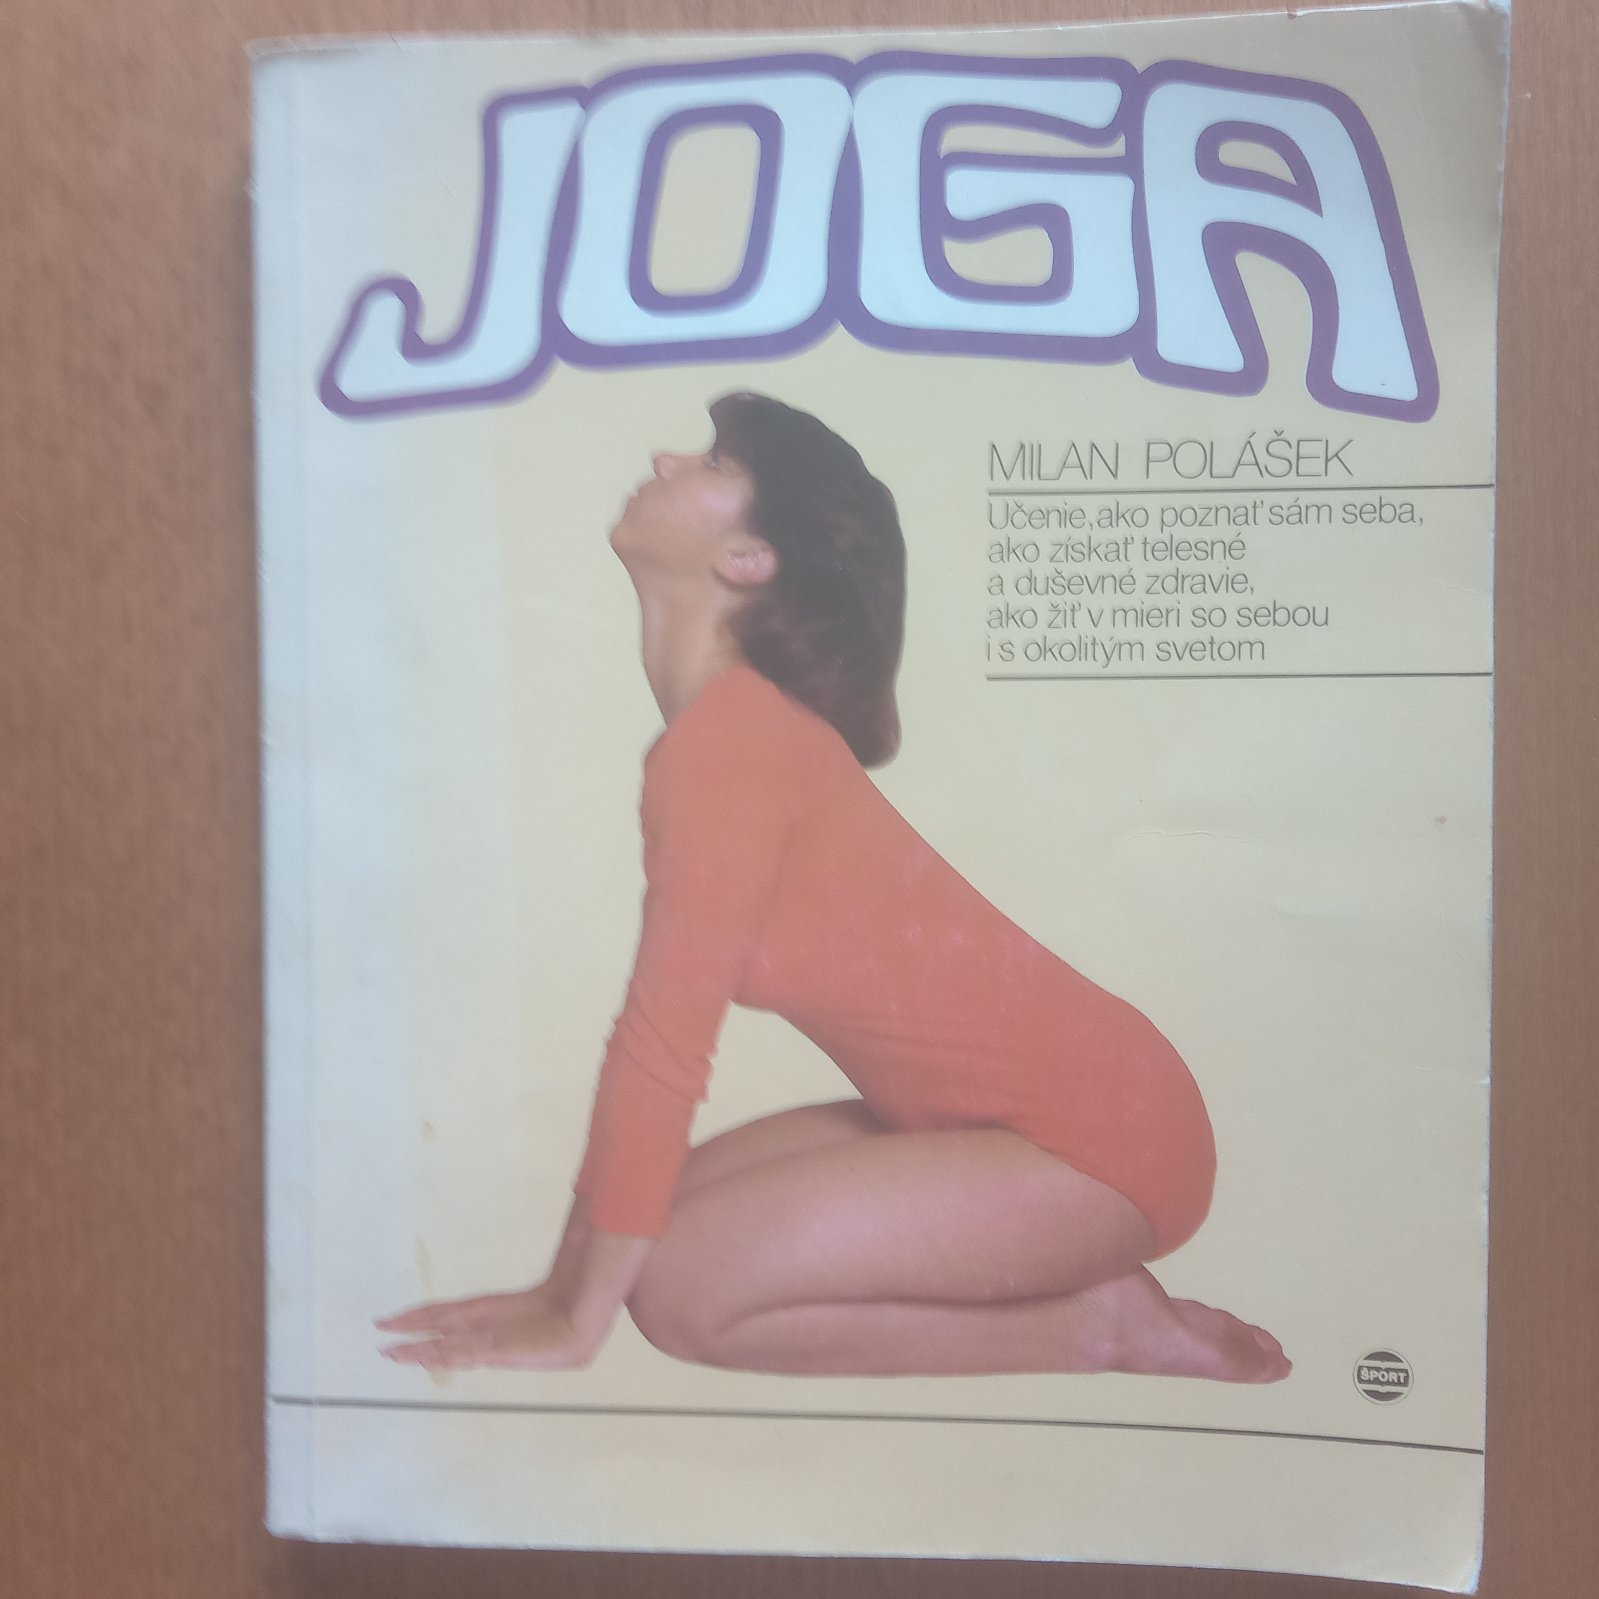 JOGA
MILAN POLÁŠEK
Učenie, ako poznať sám seba,
ako získať telesné
a duševné zdravie,
ako žiť v mieri so sebou
i s okolitým svetom
ŠPORT